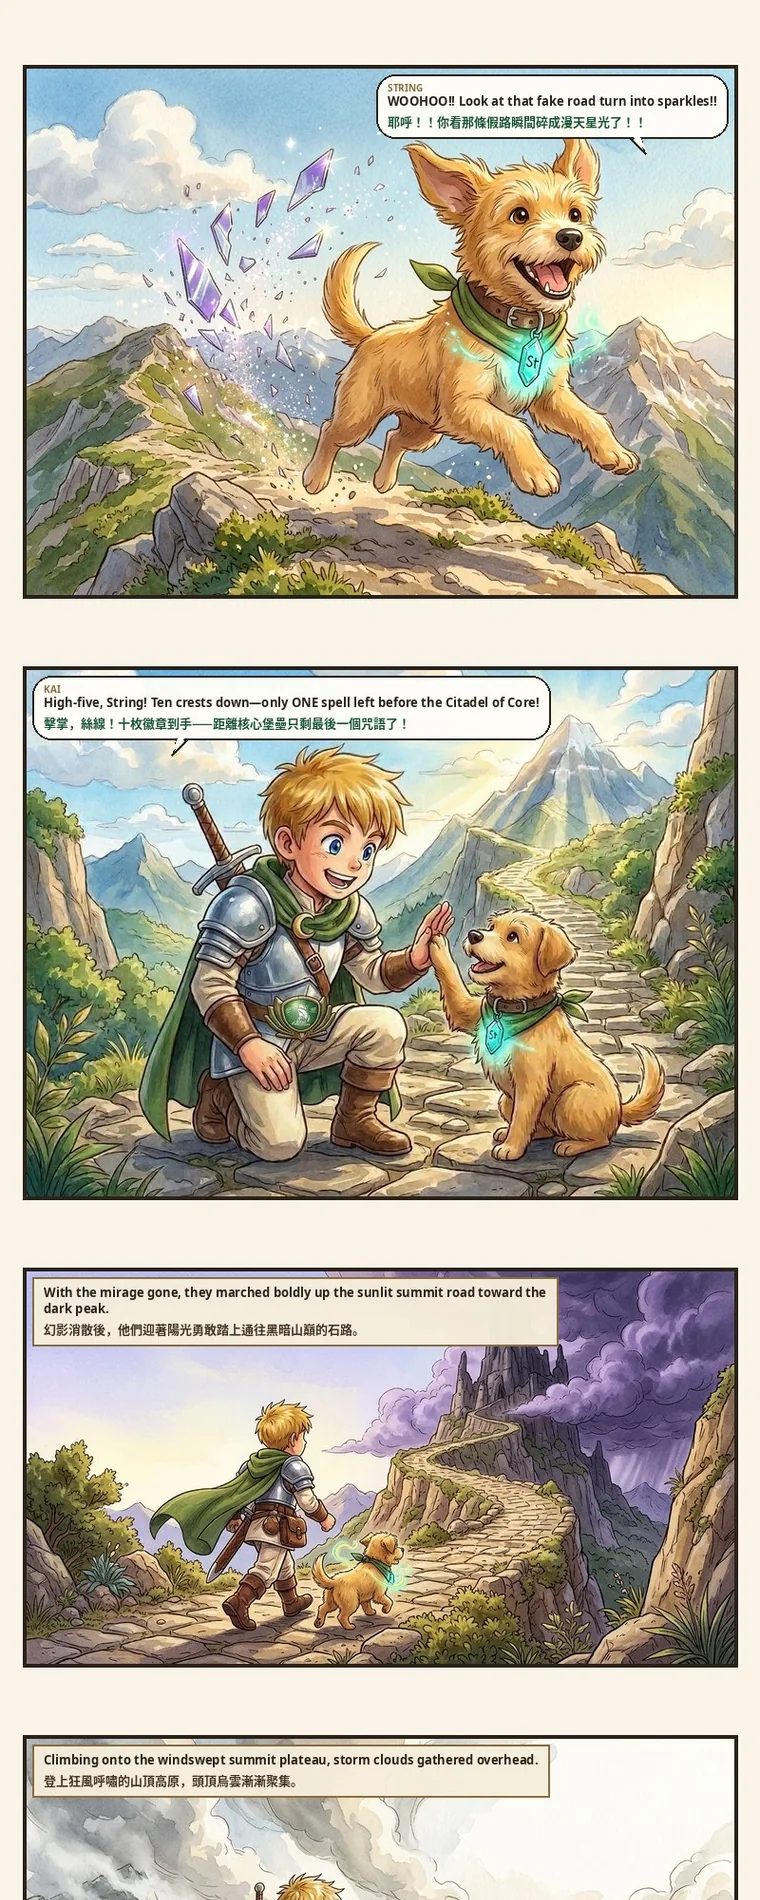 STRING
WOOHOO!! Look at that fake road turn into sparkles!!
耶呼！！你看那條假路瞬間碎成漫天星光了！！
St
KAI
High-five, String! Ten crests down—only ONE spell left before the Citadel of Core!
擊掌，絲線！十枚徽章到手——距離核心堡壘只剩最後一個咒語了！
St
With the mirage gone, they marched boldly up the sunlit summit road toward the
dark peak.
幻影消散後，他們迎著陽光勇敢踏上通往黑暗山巔的石路。
Climbing onto the windswept summit plateau, storm clouds gathered overhead.
登上狂風呼嘯的山頂高原，頭頂烏雲漸漸聚集。